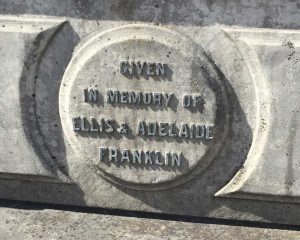 GIVEN
IN MEMORY OF
ELLIS & ADELAIDE
FRANKLIN